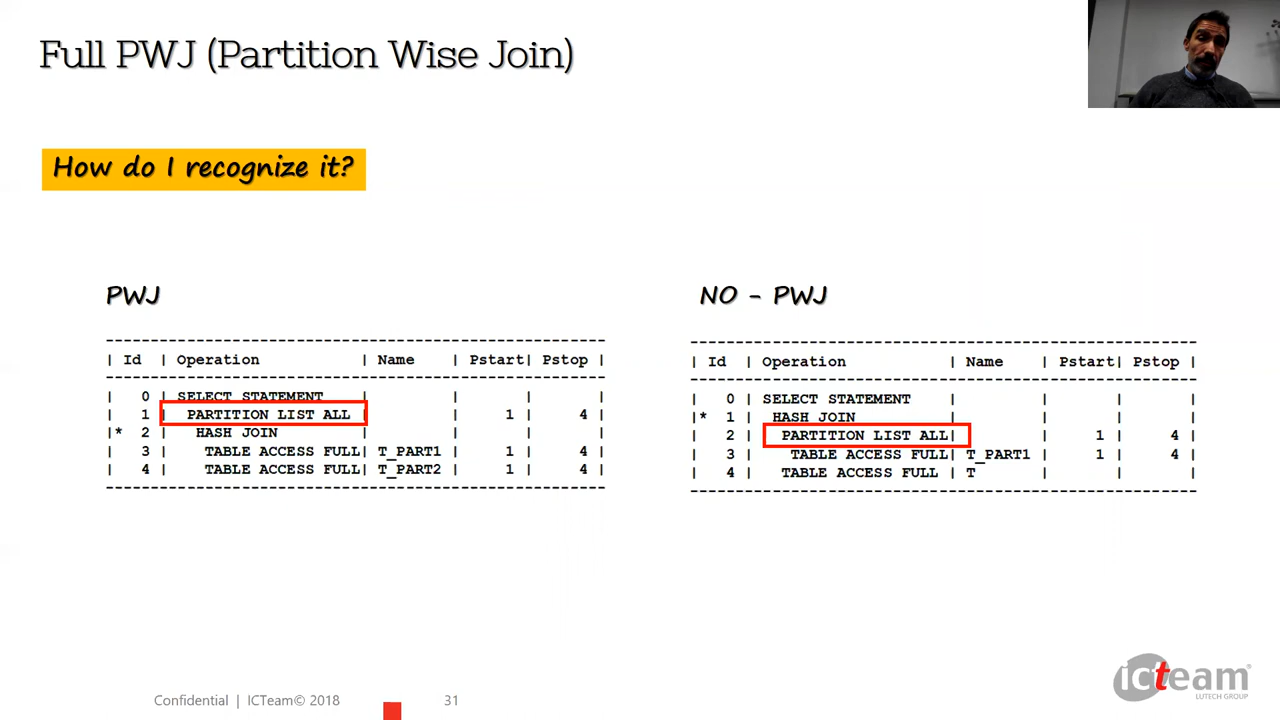 Full PWJ (Partition Wise Join)
How do I recognize it?
PWJ
-------------------------------------------------------
| Id | Operation | Name | Pstart| Pstop |
-------------------------------------------------------
| 0 | SELECT STATEMENT | | | |
| 1 | PARTITION LIST ALL | | 1 | 4 |
|* 2 | HASH JOIN | | | |
| 3 | TABLE ACCESS FULL| T_PART1 | 1 | 4 |
| 4 | TABLE ACCESS FULL| T_PART2 | 1 | 4 |
-------------------------------------------------------
NO - PWJ
-------------------------------------------------------
| Id | Operation | Name | Pstart| Pstop |
-------------------------------------------------------
| 0 | SELECT STATEMENT | | | |
|* 1 | HASH JOIN | | | |
| 2 | PARTITION LIST ALL| | 1 | 4 |
| 3 | TABLE ACCESS FULL| T_PART1 | 1 | 4 |
| 4 | TABLE ACCESS FULL | T | | |
-------------------------------------------------------
Confidential | ICTeam© 2018
31
icteam
LUTECH GROUP